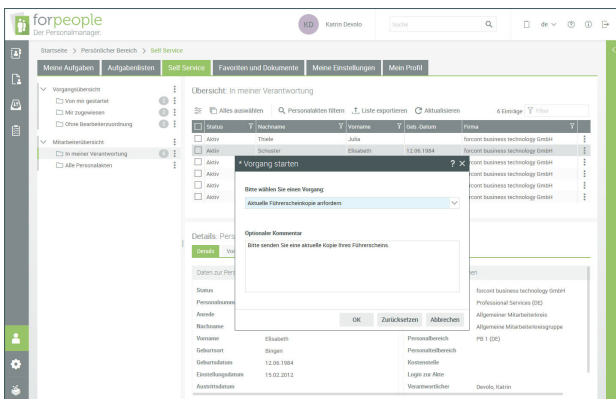 forpeople
Der Personalmanager.
KD Katrin Devolo
Suche
de
Startseite > Persönlicher Bereich > Self Service
Meine Aufgaben Aufgabenlisten Self Service Favoriten und Dokumente Meine Einstellungen Mein Profil
Vorgangsübersicht
Von mir gestartet
Mir zugewiesen
Ohne Bearbeiterzuordnung
Mitarbeiterübersicht
In meiner Verantwortung
Alle Personalakten
Übersicht: In meiner Verantwortung
Alles auswählen Personalakten filtern Liste exportieren Aktualisieren 6 Einträge Filter
Status Nachname Vorname Geb.-Datum Firma
Aktiv Thiele Julia forcont business technology GmbH
Aktiv Schuster Elisabeth 12.06.1984 forcont business technology GmbH
Aktiv forcont business technology GmbH
Aktiv forcont business technology GmbH
Aktiv forcont business technology GmbH
Aktiv forcont business technology GmbH
* Vorgang starten ? ×
Bitte wählen Sie einen Vorgang:
Aktuelle Führerscheinkopie anfordern
Optionaler Kommentar
Bitte senden Sie eine aktuelle Kopie Ihres Führerscheins.
OK Zurücksetzen Abbrechen
Details: Pers
Details Vor
Daten zur Pers
en
Status forcont business technology GmbH
Personalnumm Professional Services (DE)
Anrede Allgemeiner Mitarbeiterkreis
Nachname Allgemeine Mitarbeiterkreisgruppe
Vorname Elisabeth Personalbereich PB 1 (DE)
Geburtsort Bingen Personalteilbereich
Geburtsdatum 12.06.1984 Kostenstelle
Einstellungsdatum 15.02.2012 Login zur Akte
Austrittsdatum Verantwortlicher Devolo, Katrin